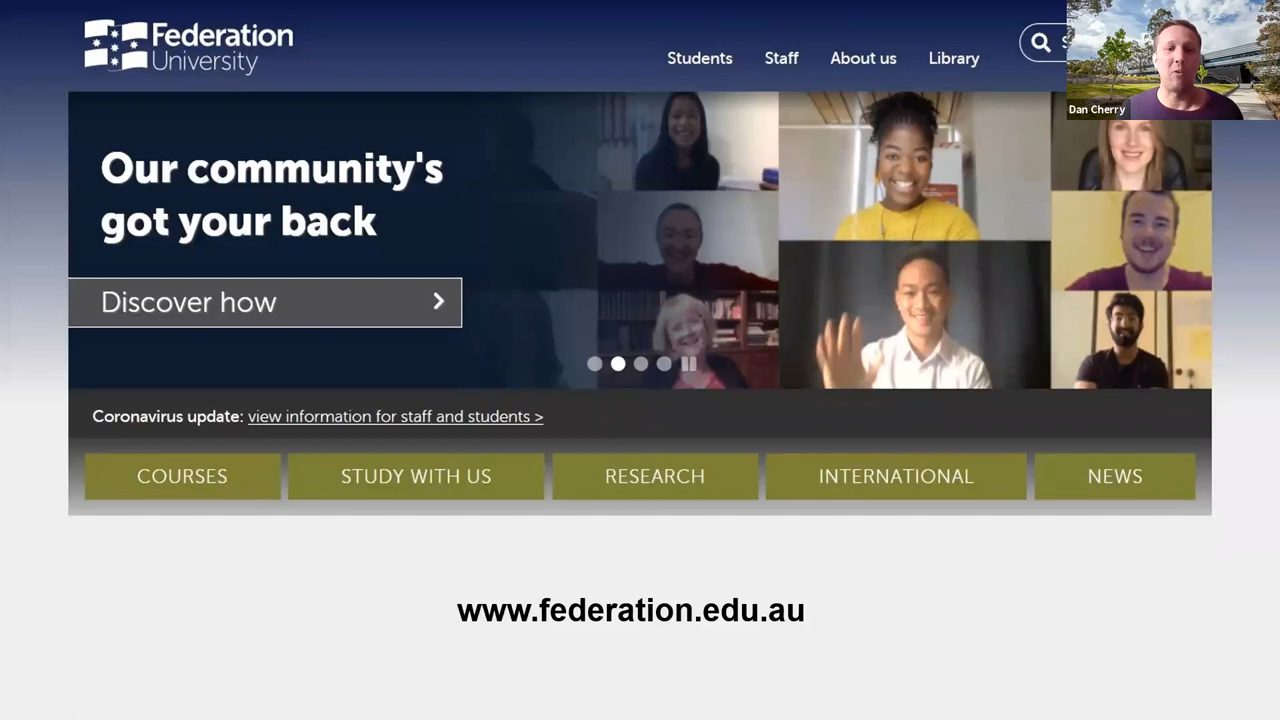 Federation
University
Students
Staff
About us
Library
Dan Cherry
Our community's
got your back
Discover how
Coronavirus update: view information for staff and students >
COURSES
STUDY WITH US
RESEARCH
INTERNATIONAL
NEWS
www.federation.edu.au